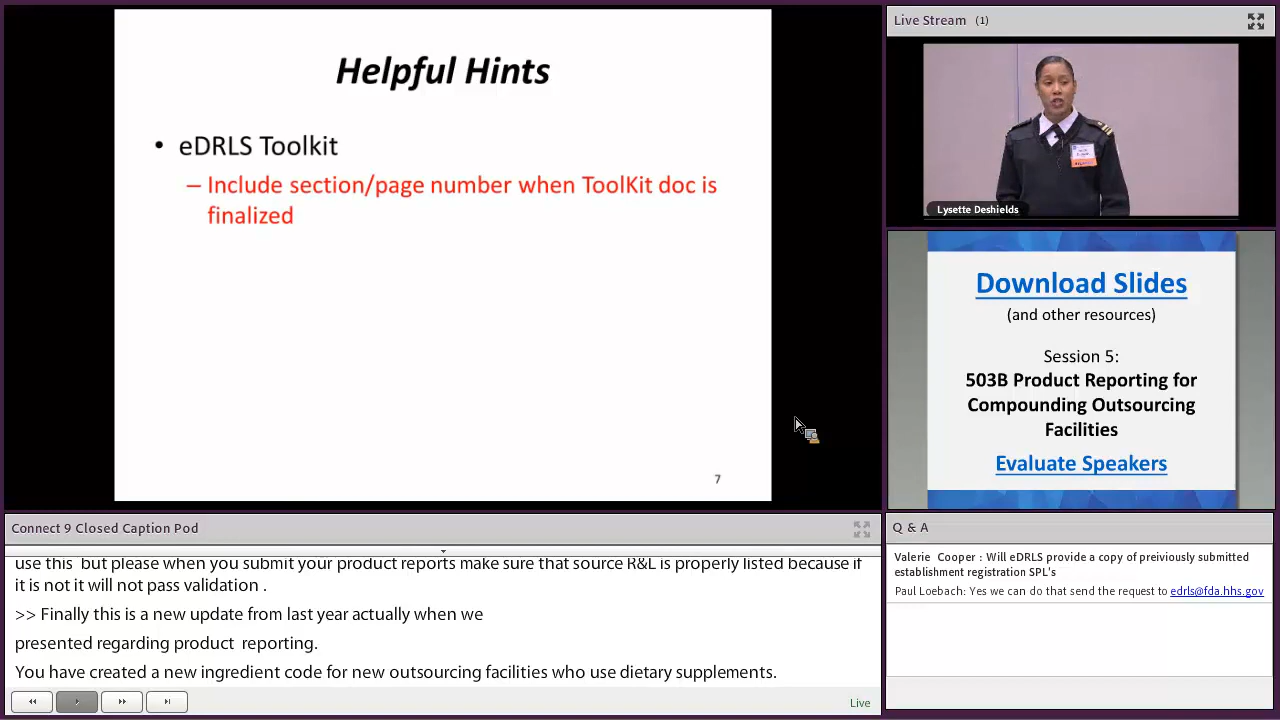 Helpful Hints
• eDRLS Toolkit
– Include section/page number when ToolKit doc is
finalized
7
Live Stream (1)
Lysette Deshields
Download Slides
(and other resources)
Session 5:
503B Product Reporting for
Compounding Outsourcing
Facilities
Evaluate Speakers
Connect 9 Closed Caption Pod
use this but please when you submit your product reports make sure that source R&L is properly listed because if
it is not it will not pass validation .
>> Finally this is a new update from last year actually when we
presented regarding product reporting.
You have created a new ingredient code for new outsourcing facilities who use dietary supplements.
Live
Q & A
Valerie Cooper : Will eDRLS provide a copy of preiviously submitted
establishment registration SPL's
Paul Loebach: Yes we can do that send the request to edrls@fda.hhs.gov